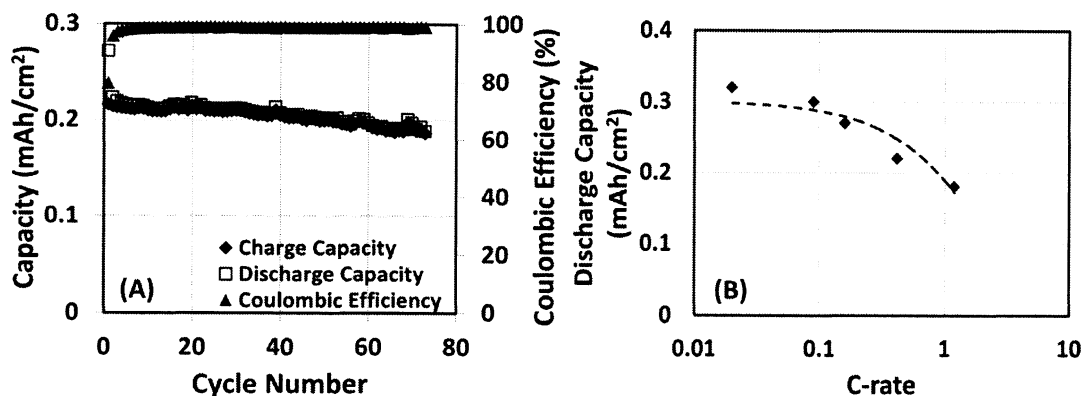 Capacity (mAh/cm²)
0.3
0.2
0.1
0
100
80
60
40
20
0
Coulombic Efficiency (%)
Charge Capacity
Discharge Capacity
Coulombic Efficiency
(A)
0
20
40
60
80
Cycle Number
Discharge Capacity
(mAh/cm²)
0.4
0.3
0.2
0.1
0
(B)
0.01
0.1
1
10
C-rate